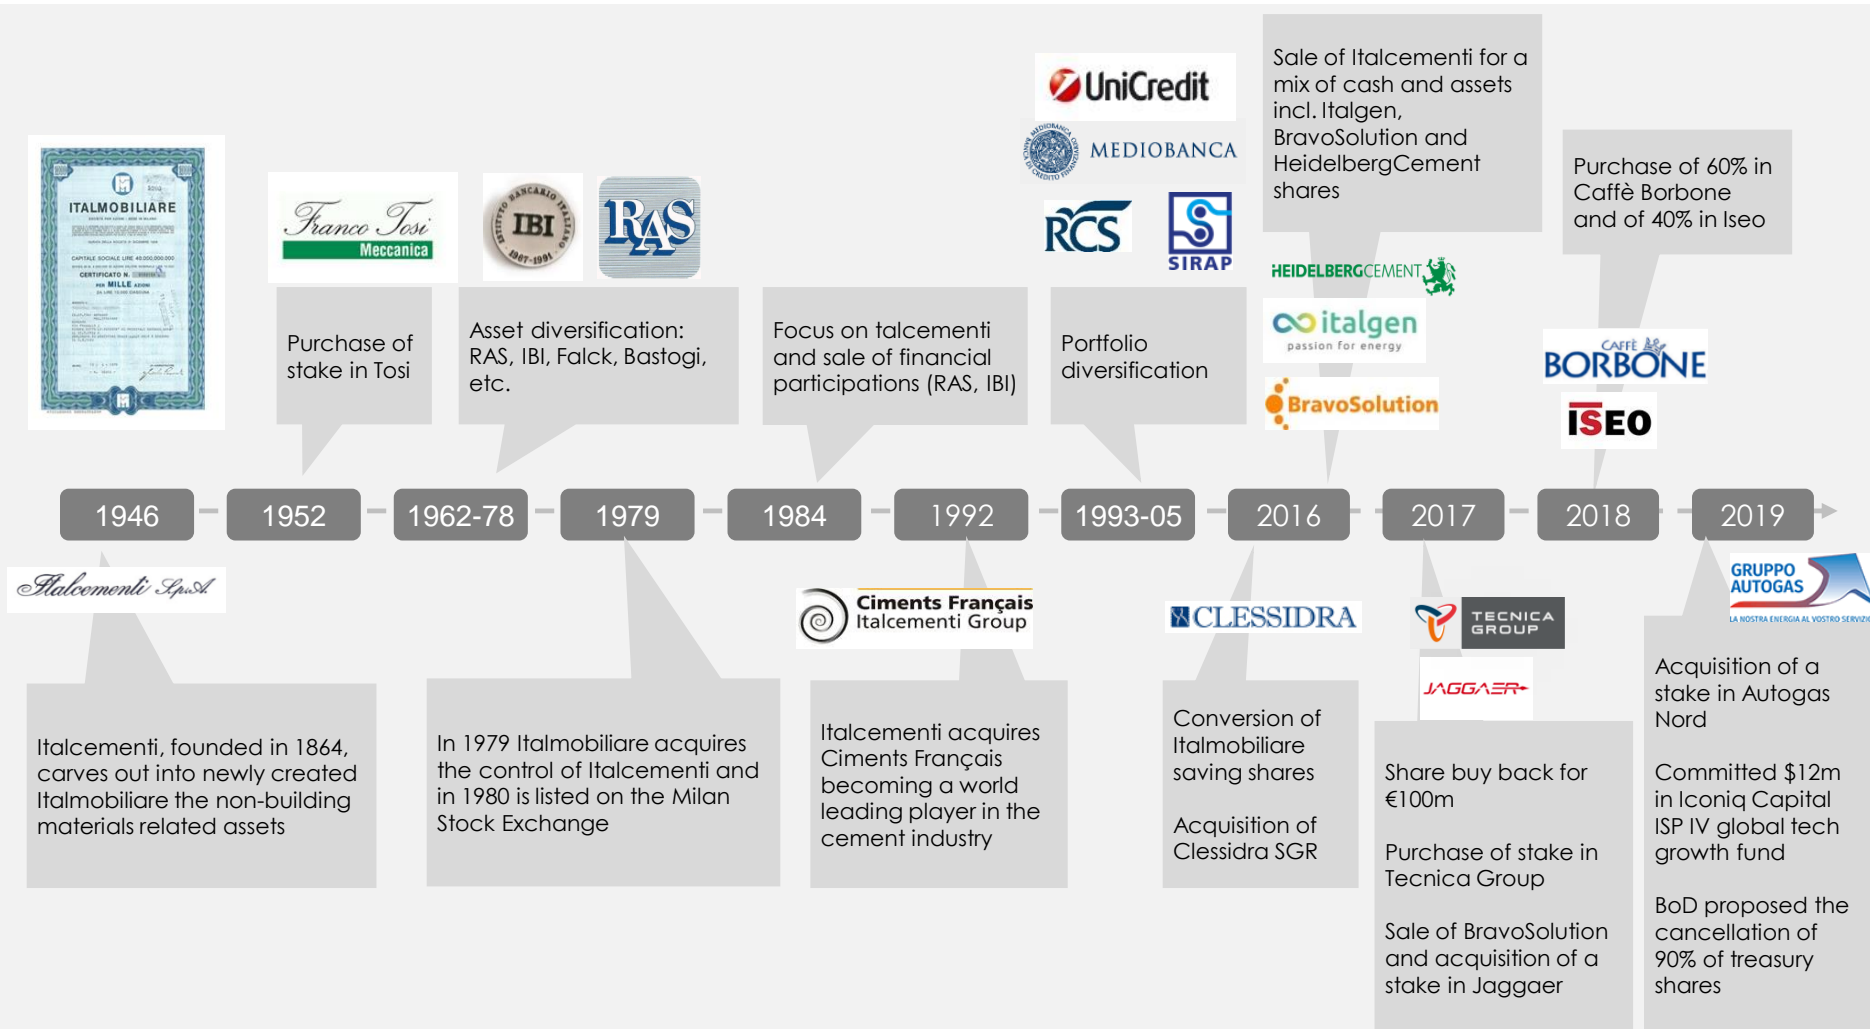 ITALMOBILIARE
CAPITALE SOCIALE LIRE 40.000.000.000
CERTIFICATO N.
PER MILLE AZIONI
Franco Tosi
Meccanica
ISTITUTO BANCARIO ITALIANO
IBI
1967-1991
RAS
UniCredit
MEDIOBANCA
MEDIOBANCA
RCS
SIRAP
Sale of Italcementi for a
mix of cash and assets
incl. Italgen,
BravoSolution and
HeidelbergCement
shares
Purchase of 60% in
Caffè Borbone
and of 40% in Iseo
HEIDELBERGCEMENT
italgen
passion for energy
BravoSolution
CAFFÈ
BORBONE
ISEO
Purchase of
stake in Tosi
Asset diversification:
RAS, IBI, Falck, Bastogi,
etc.
Focus on talcementi
and sale of financial
participations (RAS, IBI)
Portfolio
diversification
1946
1952
1962-78
1979
1984
1992
1993-05
2016
2017
2018
2019
Italcementi S.p.A.
Ciments Français
Italcementi Group
CLESSIDRA
TECNICA
GROUP
JAGGAER
GRUPPO
AUTOGAS
LA NOSTRA ENERGIA AL VOSTRO SERVIZIO
Italcementi, founded in 1864,
carves out into newly created
Italmobiliare the non-building
materials related assets
In 1979 Italmobiliare acquires
the control of Italcementi and
in 1980 is listed on the Milan
Stock Exchange
Italcementi acquires
Ciments Français
becoming a world
leading player in the
cement industry
Conversion of
Italmobiliare
saving shares
Acquisition of
Clessidra SGR
Share buy back for
€100m
Purchase of stake in
Tecnica Group
Sale of BravoSolution
and acquisition of a
stake in Jaggaer
Acquisition of a
stake in Autogas
Nord
Committed $12m
in Iconiq Capital
ISP IV global tech
growth fund
BoD proposed the
cancellation of
90% of treasury
shares